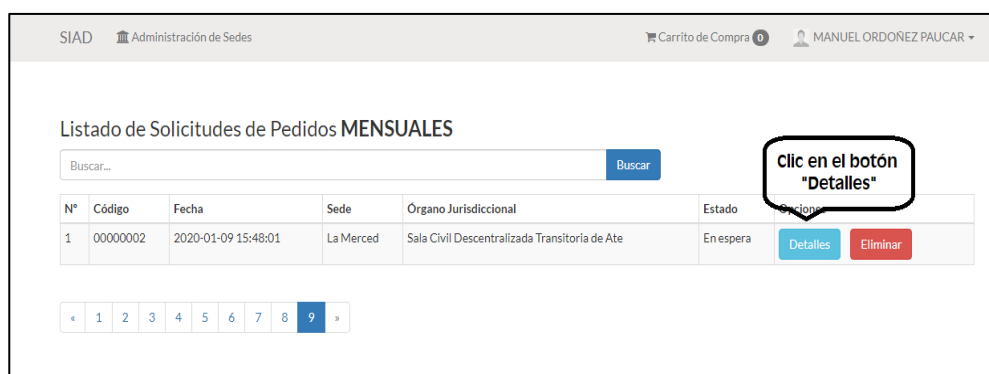 SIAD Administración de Sedes Carrito de Compra 0 MANUEL ORDOÑEZ PAUCAR
Listado de Solicitudes de Pedidos MENSUALES
Buscar... Buscar
Clic en el botón
"Detalles"
N° Código Fecha Sede Órgano Jurisdiccional Estado Opciones
1 00000002 2020-01-09 15:48:01 La Merced Sala Civil Descentralizada Transitoria de Ate En espera Detalles Eliminar
« 1 2 3 4 5 6 7 8 9 »